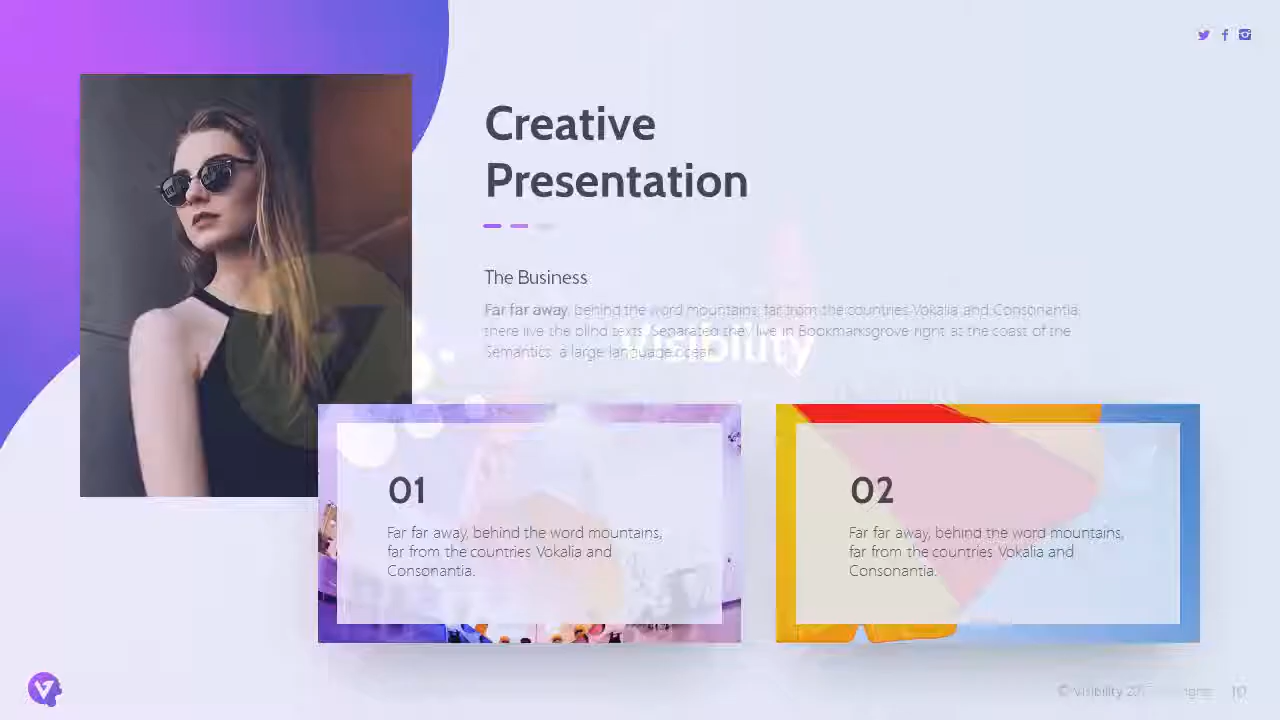 Creative
Presentation
The Business
Far far away, behind the word mountains, far from the countries Vokalia and Consonantia,
there live the blind texts. Separated they live in Bookmarksgrove right at the coast of the
Semantics, a large language ocean
Visibility
01
Far far away, behind the word mountains,
far from the countries Vokalia and
Consonantia.
02
Far far away, behind the word mountains,
far from the countries Vokalia and
Consonantia.
© Visibility
10